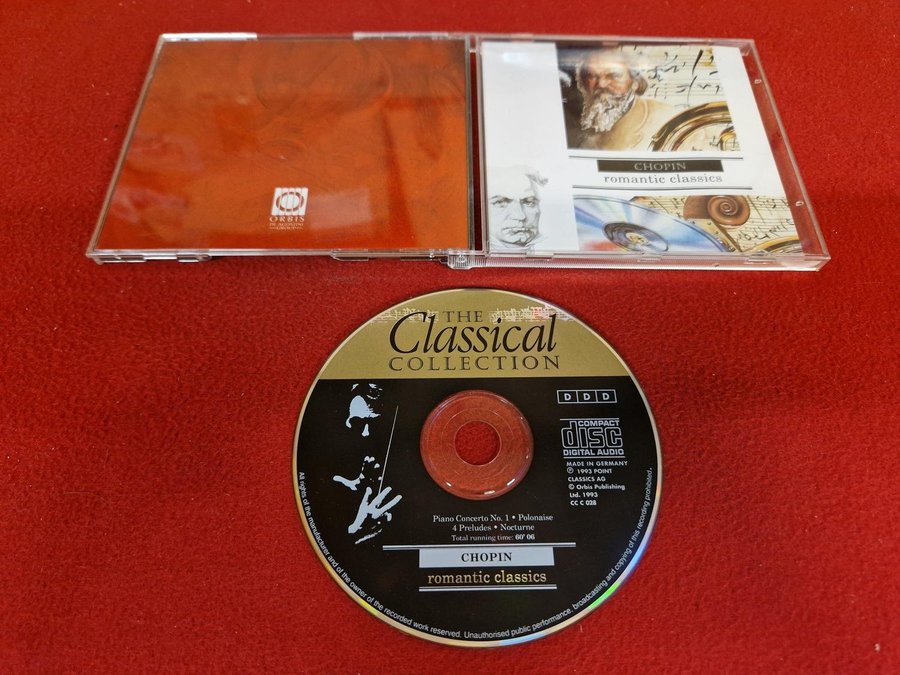 ORBIS
DE AGOSTINI
GROUP
CHOPIN
romantic classics
THE
Classical
COLLECTION
D D D
COMPACT
disc
DIGITAL AUDIO
MADE IN GERMANY
℗ 1993 POINT
CLASSICS AG
© Orbis Publishing
Ltd. 1993
CC C 028
Piano Concerto No. 1 • Polonaise
4 Preludes • Nocturne
Total running time: 60' 06
CHOPIN
romantic classics
All rights of the manufacturer and of the owner of the recorded work reserved. Unauthorised public performance, broadcasting and copying of this recording prohibited.